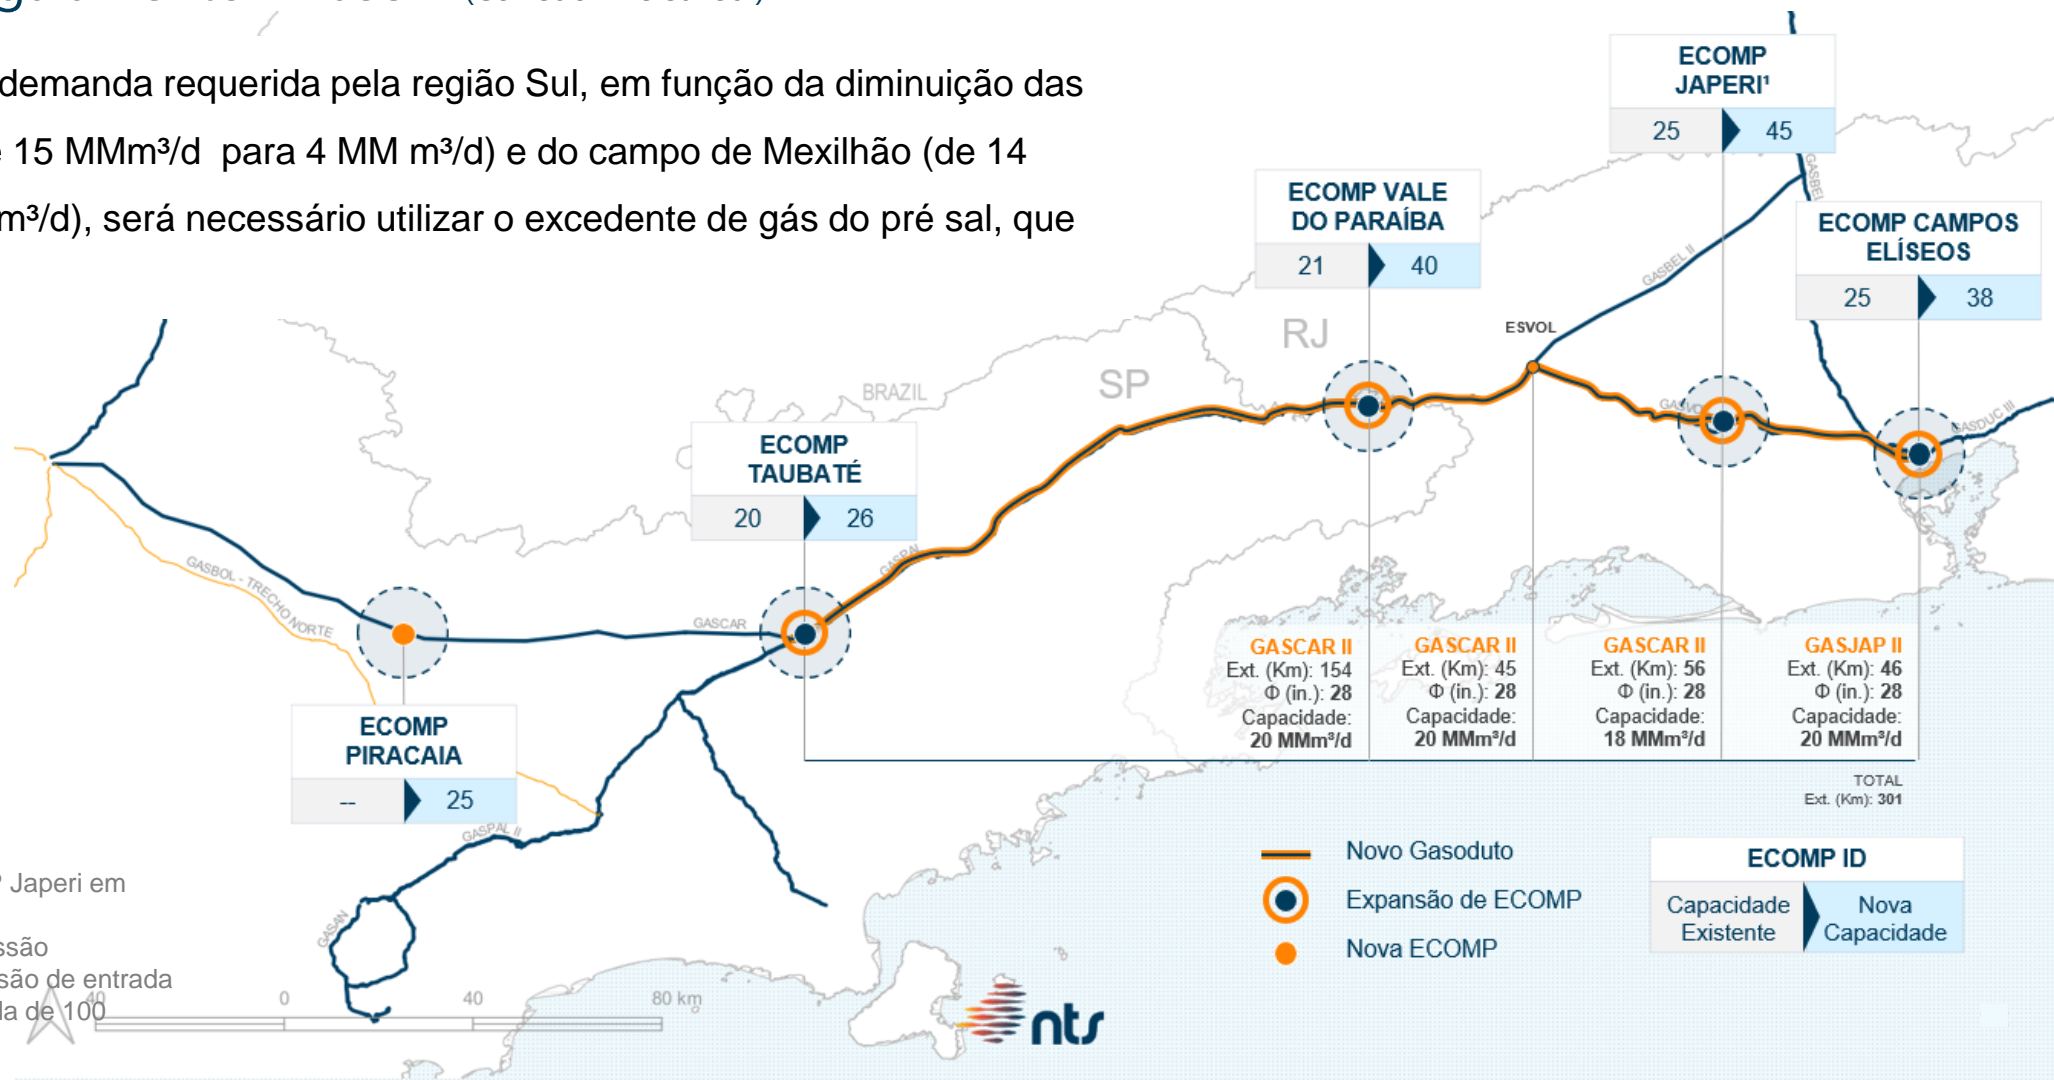 demanda requerida pela região Sul, em função da diminuição das
15 MMm³/d para 4 MM m³/d) e do campo de Mexilhão (de 14
m³/d), será necessário utilizar o excedente de gás do pré sal, que
ECOMP
JAPERI¹
25 45
ECOMP VALE
DO PARAÍBA
21 40
ECOMP CAMPOS
ELÍSEOS
25 38
GASBEL
GASBEL II
ESVOL
RJ
SP
BRAZIL
GASDUC III
ECOMP
TAUBATÉ
20 26
GASPAL
GASBOL - TRECHO NORTE
GASCAR
ECOMP
PIRACAIA
-- 25
GASPAL II
GASAN
GASCAR II
Ext. (Km): 154
Φ (in.): 28
Capacidade:
20 MMm³/d
GASCAR II
Ext. (Km): 45
Φ (in.): 28
Capacidade:
20 MMm³/d
GASCAR II
Ext. (Km): 56
Φ (in.): 28
Capacidade:
18 MMm³/d
GASJAP II
Ext. (Km): 46
Φ (in.): 28
Capacidade:
20 MMm³/d
TOTAL
Ext. (Km): 301
Novo Gasoduto
Expansão de ECOMP
Nova ECOMP
ECOMP ID
Capacidade
Existente
Nova
Capacidade
Japeri em
ssão
são de entrada
la de 100
40 0 40 80 km
nts